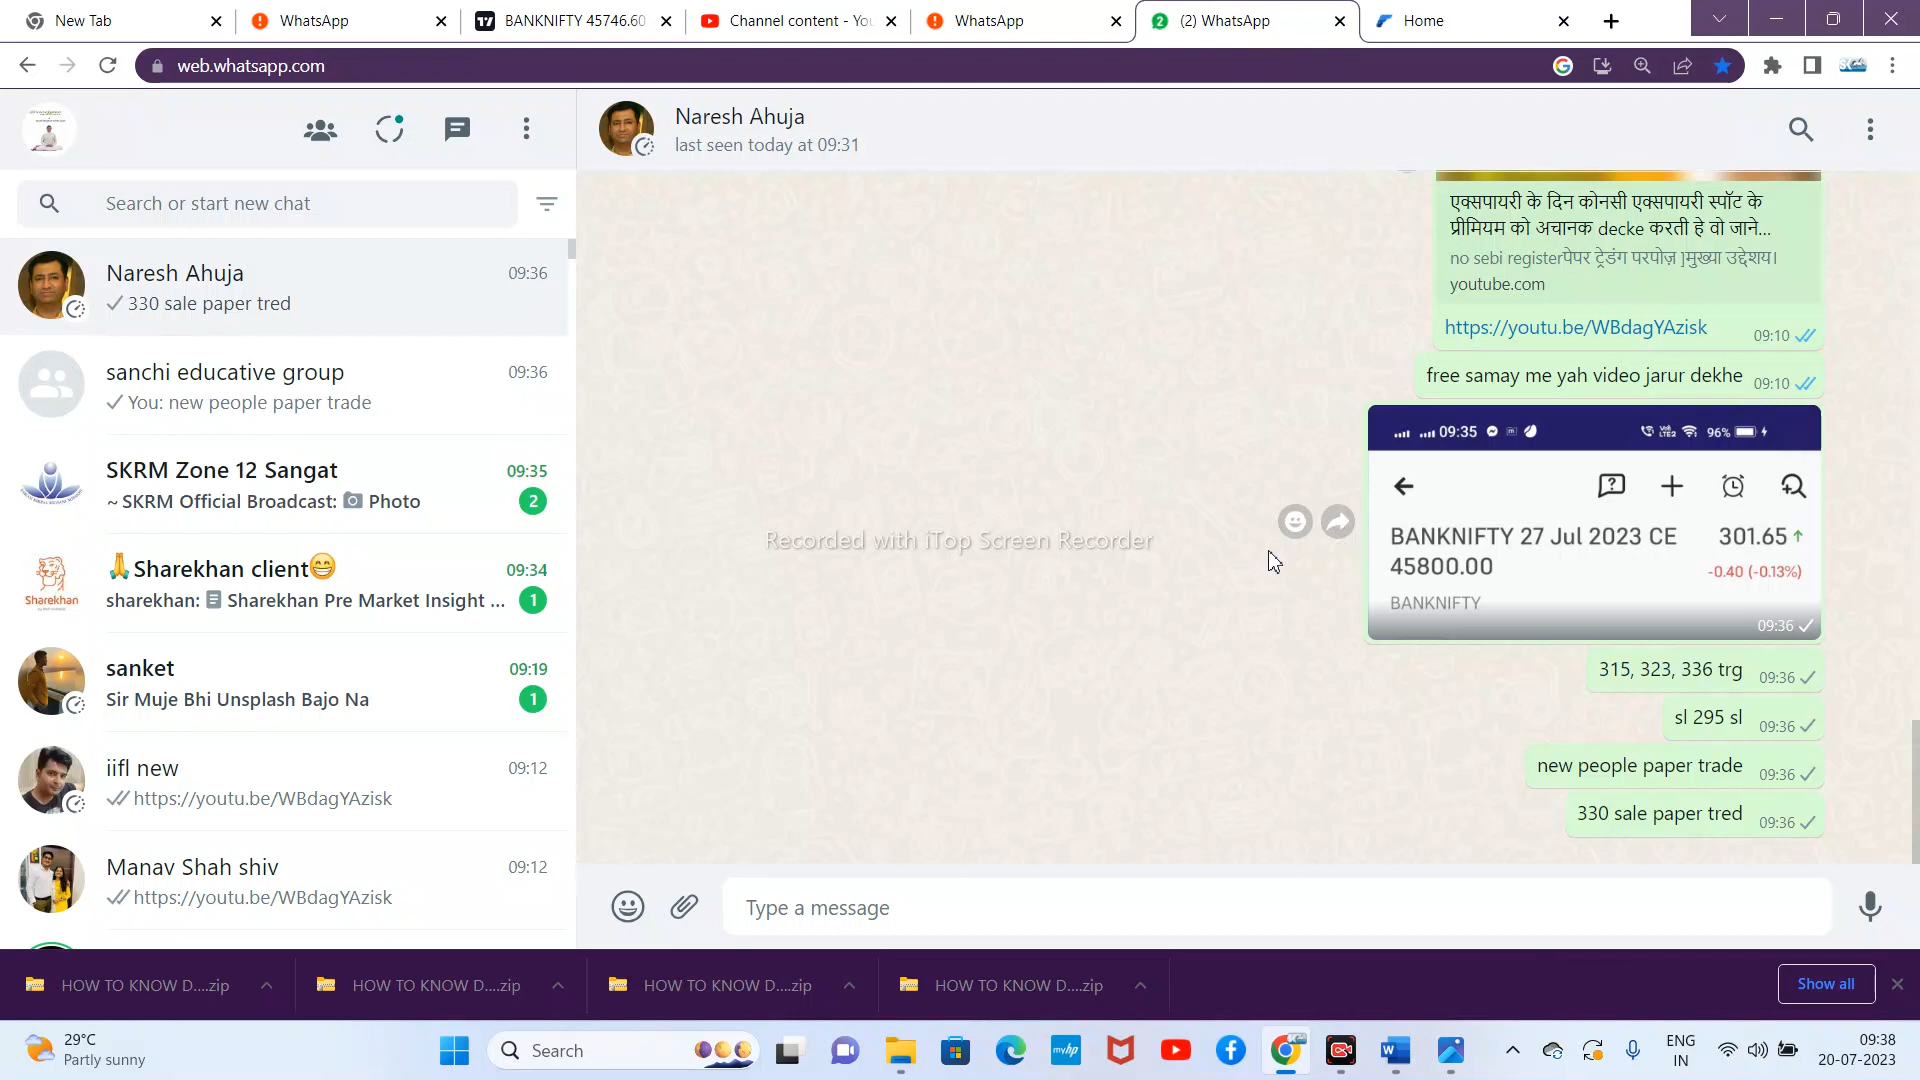 New Tab
WhatsApp
BANKNIFTY 45746.60
Channel content - You
WhatsApp
(2) WhatsApp
Home
web.whatsapp.com
Naresh Ahuja
last seen today at 09:31
Search or start new chat
Naresh Ahuja 09:36
330 sale paper tred
sanchi educative group 09:36
You: new people paper trade
SKRM Zone 12 Sangat 09:35
~ SKRM Official Broadcast: Photo 2
🙏Sharekhan client😁 09:34
sharekhan: Sharekhan Pre Market Insight ... 1
Sharekhan
sanket 09:19
Sir Muje Bhi Unsplash Bajo Na 1
iifl new 09:12
https://youtu.be/WBdagYAzisk
Manav Shah shiv 09:12
https://youtu.be/WBdagYAzisk
एक्सपायरी के दिन कोनसी एक्सपायरी स्पॉट के
प्रीमियम को अचानक decke करती हे वो जाने...
no sebi registerपेपर ट्रेडंग परपोज़ ]मुख्या उद्देशय।
youtube.com
https://youtu.be/WBdagYAzisk 09:10
free samay me yah video jarur dekhe 09:10
09:35 96%
BANKNIFTY 27 Jul 2023 CE 301.65
45800.00 -0.40 (-0.13%)
BANKNIFTY
09:36
315, 323, 336 trg 09:36
sl 295 sl 09:36
new people paper trade 09:36
330 sale paper tred 09:36
Recorded with iTop Screen Recorder
Type a message
HOW TO KNOW D....zip
HOW TO KNOW D....zip
HOW TO KNOW D....zip
HOW TO KNOW D....zip
Show all
29°C
Partly sunny
Search
myhp
ENG
IN
09:38
20-07-2023